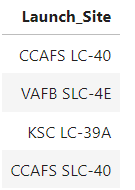 Launch_Site
CCAFS LC-40
VAFB SLC-4E
KSC LC-39A
CCAFS SLC-40